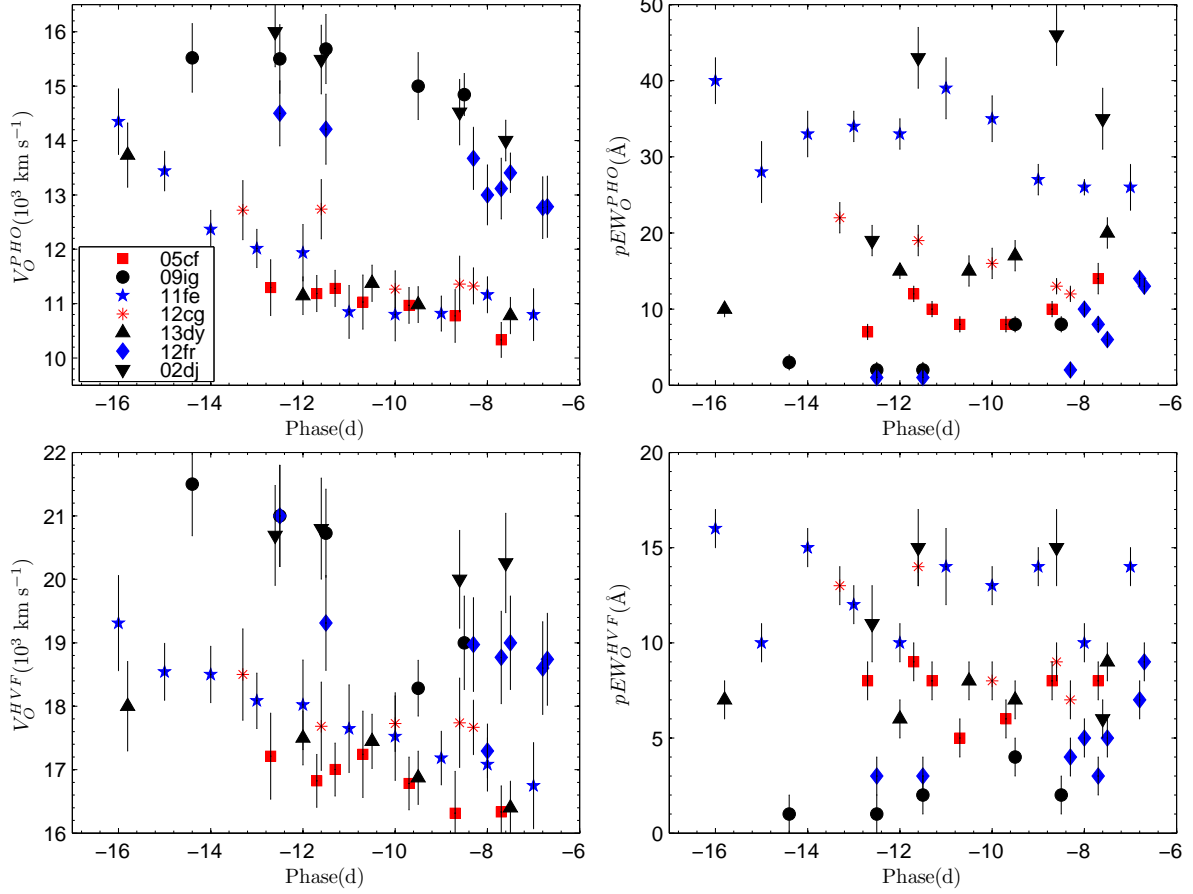 16
15
14
13
12
11
10
V_O^{PHO}(10^3 km s^{-1})
05cf
09ig
11fe
12cg
13dy
12fr
02dj
−16 −14 −12 −10 −8 −6
Phase(d)
50
40
30
20
10
0
pEW_O^{PHO}(Å)
−16 −14 −12 −10 −8 −6
Phase(d)
22
21
20
19
18
17
16
V_O^{HVF}(10^3 km s^{-1})
−16 −14 −12 −10 −8 −6
Phase(d)
20
15
10
5
0
pEW_O^{HVF}(Å)
−16 −14 −12 −10 −8 −6
Phase(d)